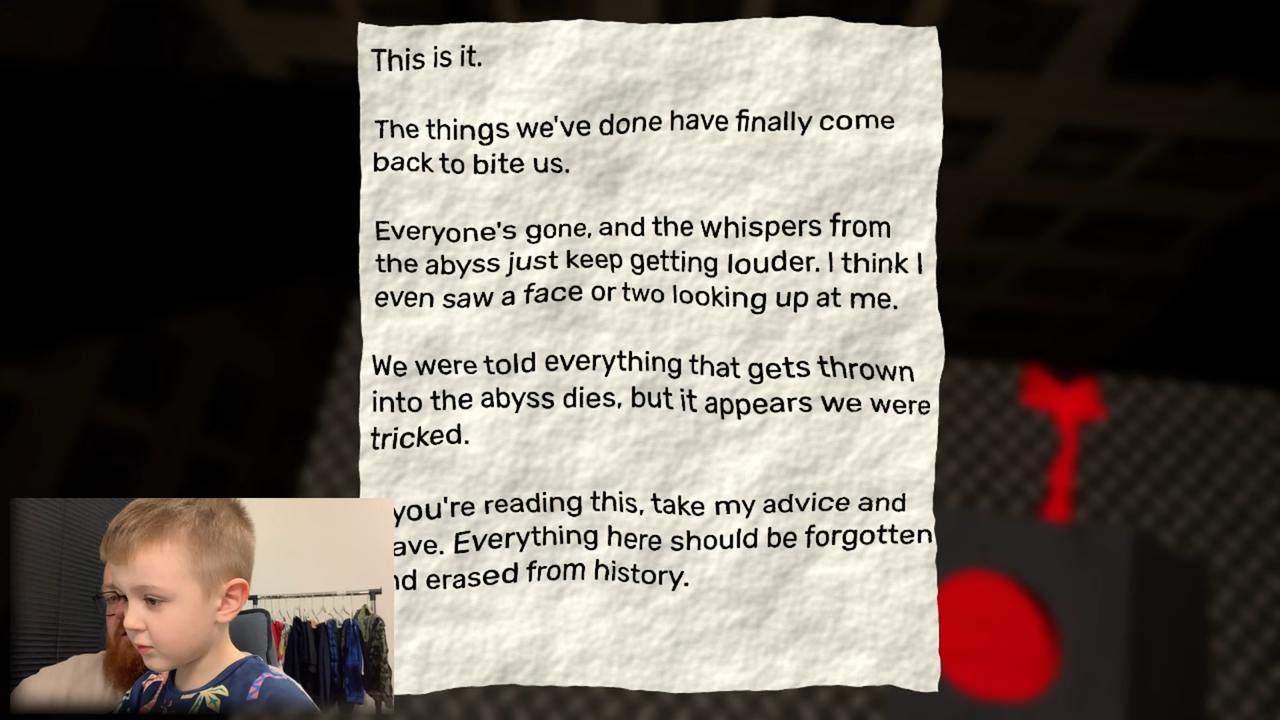 This is it.
The things we've done have finally come
back to bite us.
Everyone's gone, and the whispers from
the abyss just keep getting louder. I think I
even saw a face or two looking up at me.
We were told everything that gets thrown
into the abyss dies, but it appears we were
tricked.
you're reading this, take my advice and
ave. Everything here should be forgotten
nd erased from history.